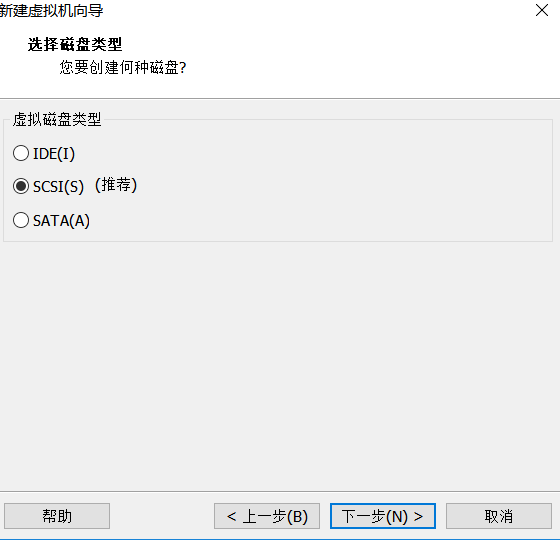 新建虚拟机向导
选择磁盘类型
您要创建何种磁盘?
虚拟磁盘类型
IDE(I)
SCSI(S) (推荐)
SATA(A)
帮助 < 上一步(B) 下一步(N) > 取消